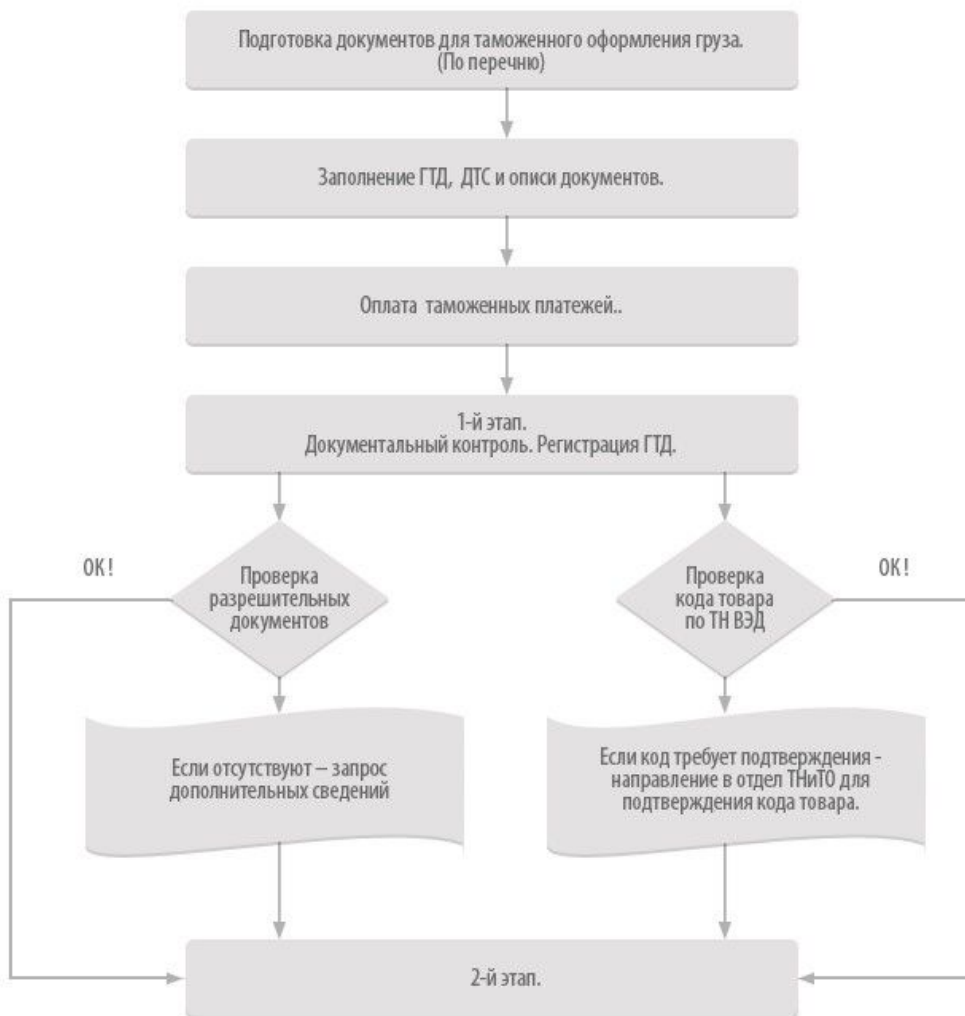 Подготовка документов для таможенного оформления груза.
(По перечню)
Заполнение ГТД, ДТС и описи документов.
Оплата таможенных платежей..
1-й этап.
Документальный контроль. Регистрация ГТД.
OK!
Проверка
разрешительных
документов
Проверка
кода товара
по ТН ВЭД
OK!
Если отсутствуют – запрос
дополнительных сведений
Если код требует подтверждения -
направление в отдел ТНиТО для
подтверждения кода товара.
2-й этап.